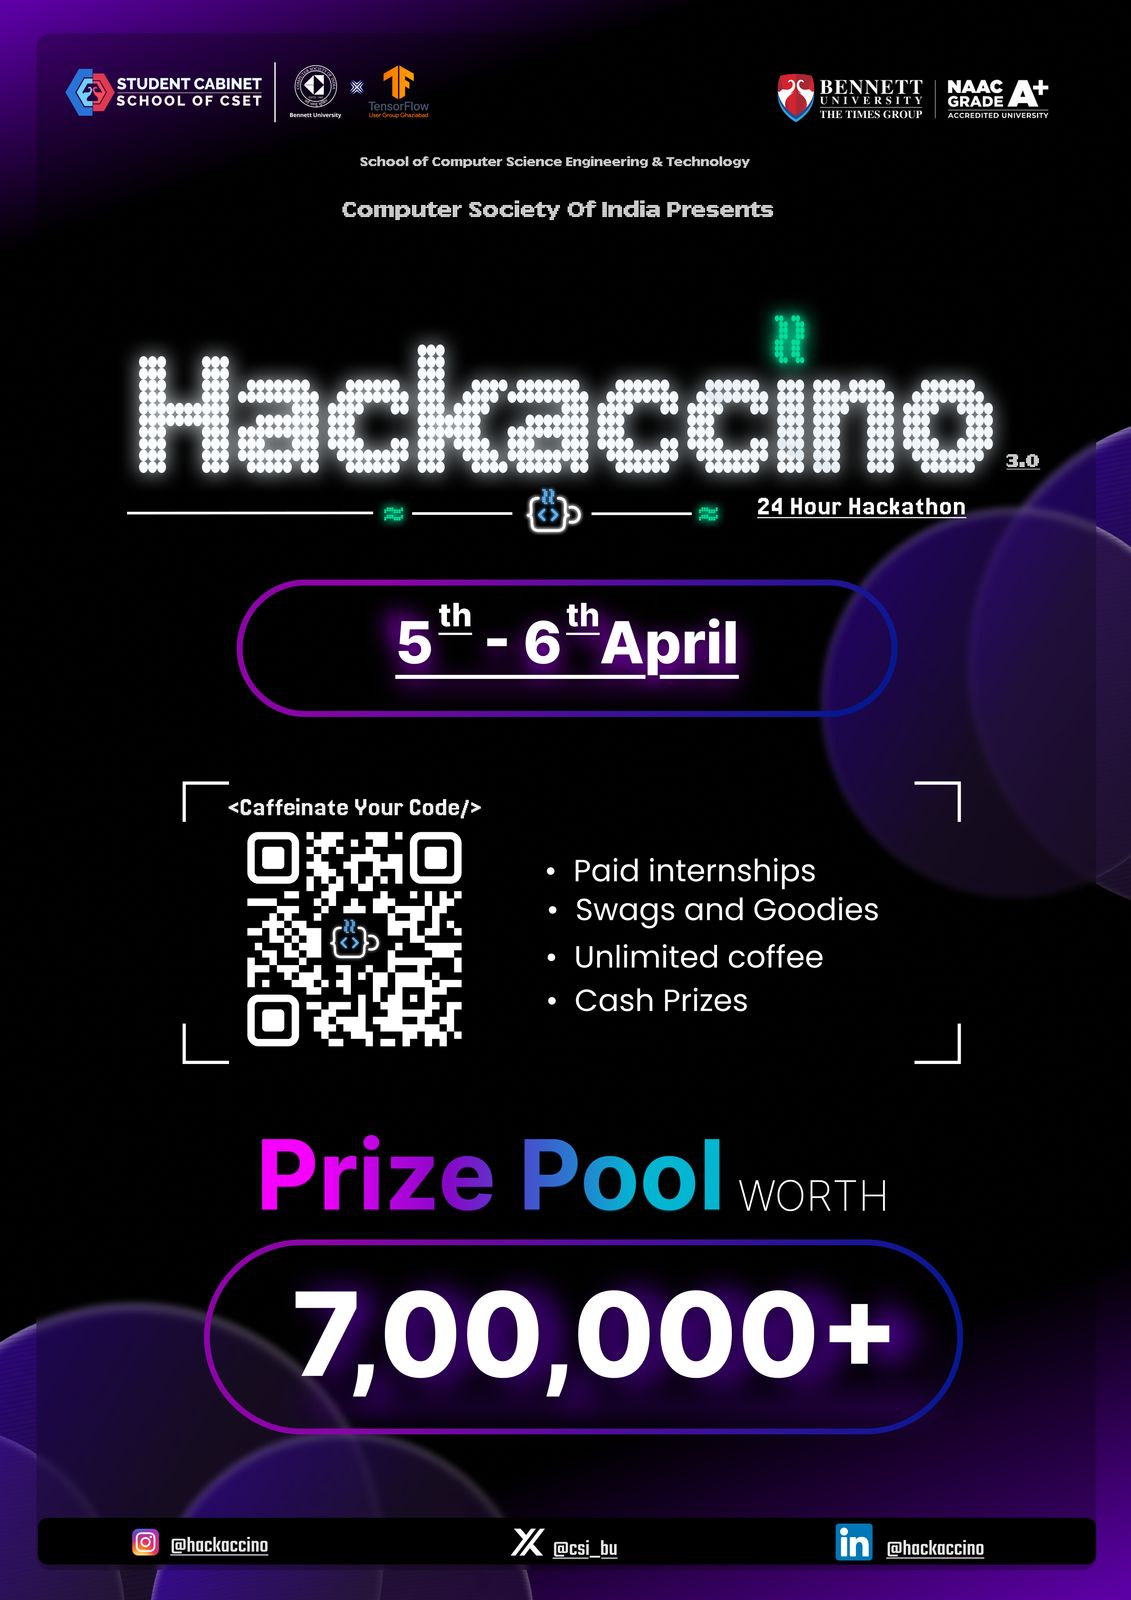 STUDENT CABINET
SCHOOL OF CSET
Bennett University
TensorFlow
User Group Ghaziabad
BENNETT
UNIVERSITY
THE TIMES GROUP
NAAC
GRADE A+
ACCREDITED UNIVERSITY
School of Computer Science Engineering & Technology
Computer Society Of India Presents
Hackaccino
3.0
24 Hour Hackathon
5th - 6th April
<Caffeinate Your Code/>
• Paid internships
• Swags and Goodies
• Unlimited coffee
• Cash Prizes
Prize Pool WORTH
7,00,000+
@hackaccino
@csi_bu
@hackaccino